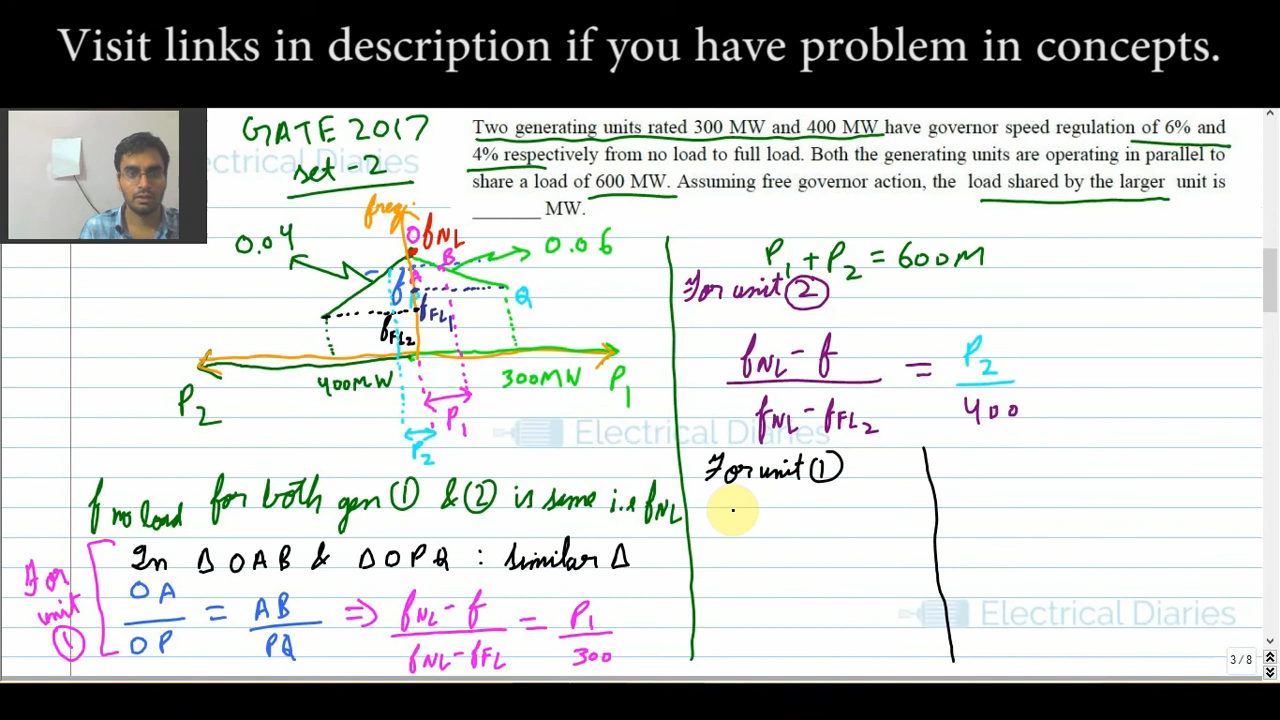 Visit links in description if you have problem in concepts.
GATE 2017
set - 2
Two generating units rated 300 MW and 400 MW have governor speed regulation of 6% and
4% respectively from no load to full load. Both the generating units are operating in parallel to
share a load of 600 MW. Assuming free governor action, the load shared by the larger unit is
________ MW.
ctrical Diaries
freq.
O fNL
0.04
B
0.06
A
f
P
Q
fFL1
fFL2
400MW
300MW
P2
P1
P1
P2
Electrical Diaries
f no load for both gen ① & ② is same i.e fNL
For unit ①
In Δ OAB & Δ OPQ : similar Δ
OA / OP = AB / PQ ⇒ fNL - f / fNL - fFL = P1 / 300
P1 + P2 = 600M
For unit ②
fNL - f / fNL - fFL2 = P2 / 400
For unit ①
Electrical Diaries
3 / 8